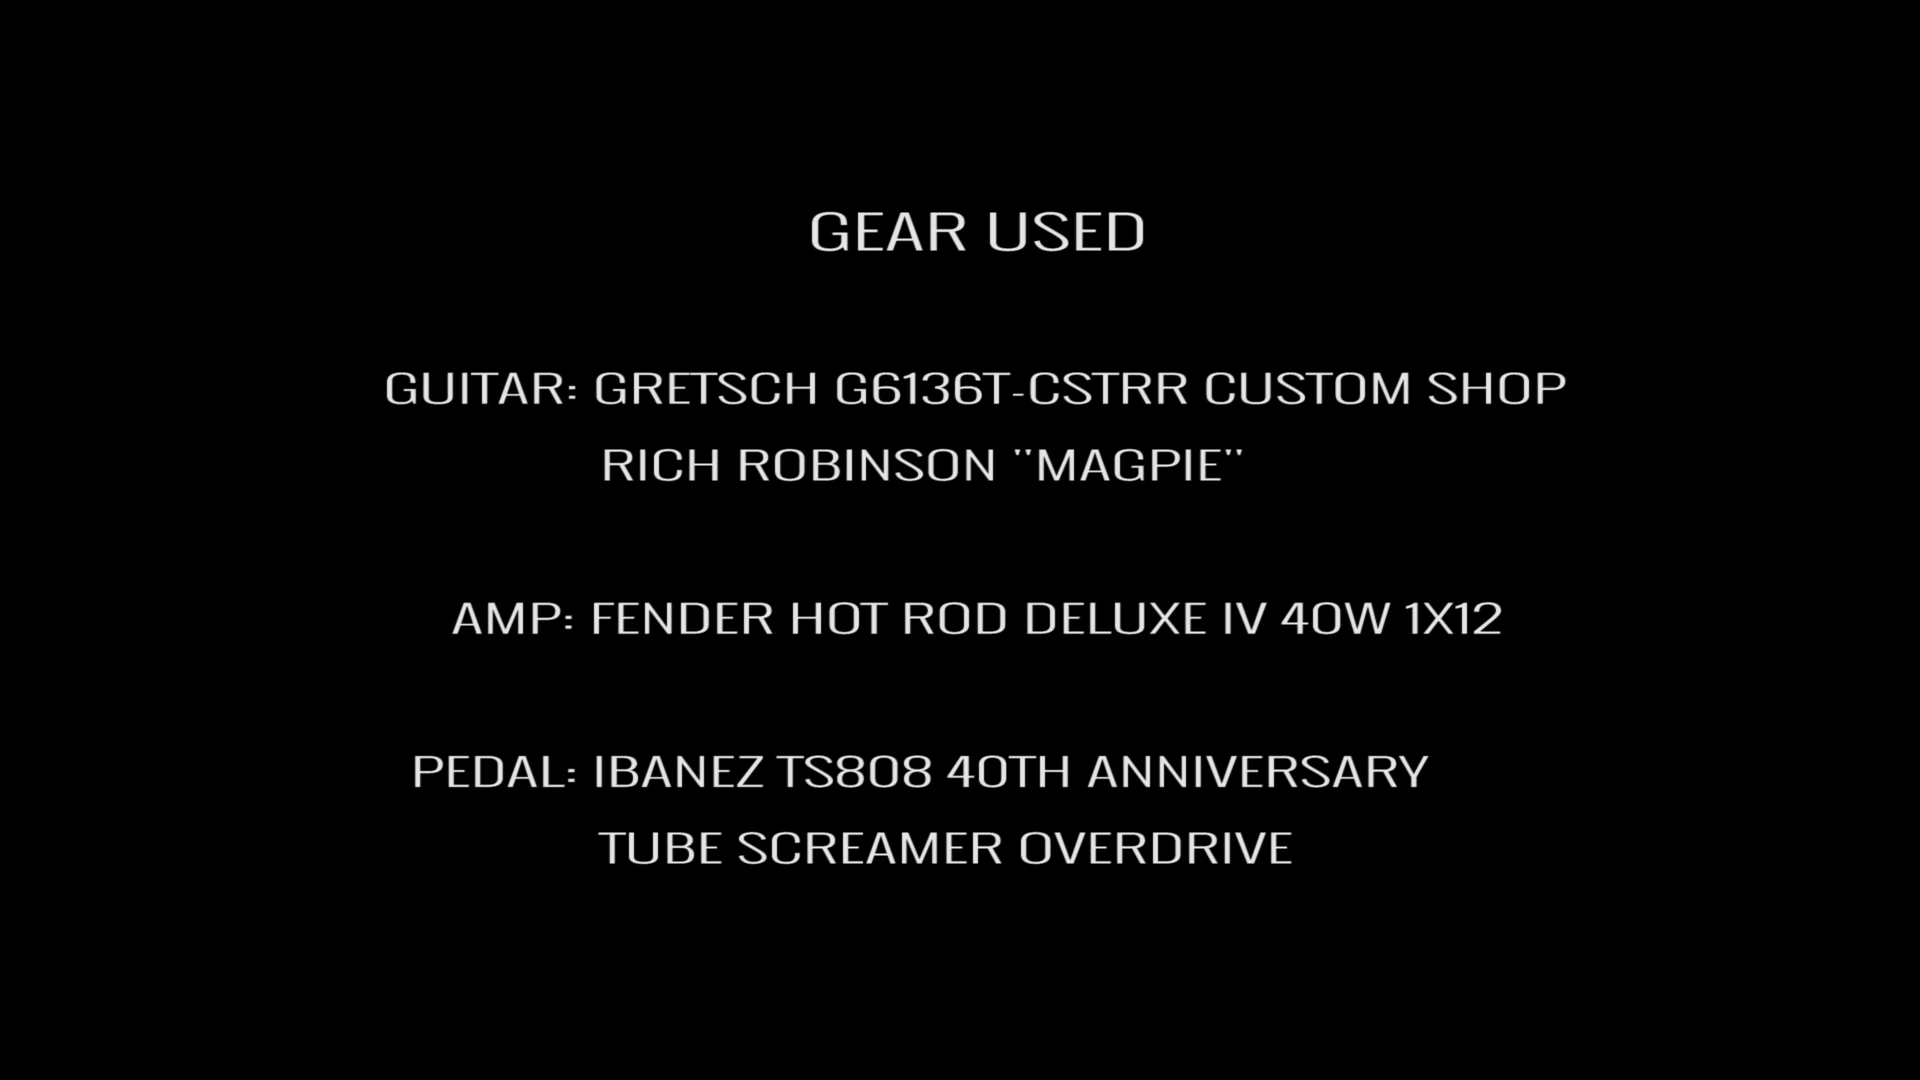 GEAR USED
GUITAR: GRETSCH G6136T-CSTRR CUSTOM SHOP
RICH ROBINSON "MAGPIE"
AMP: FENDER HOT ROD DELUXE IV 40W 1X12
PEDAL: IBANEZ TS808 40TH ANNIVERSARY
TUBE SCREAMER OVERDRIVE